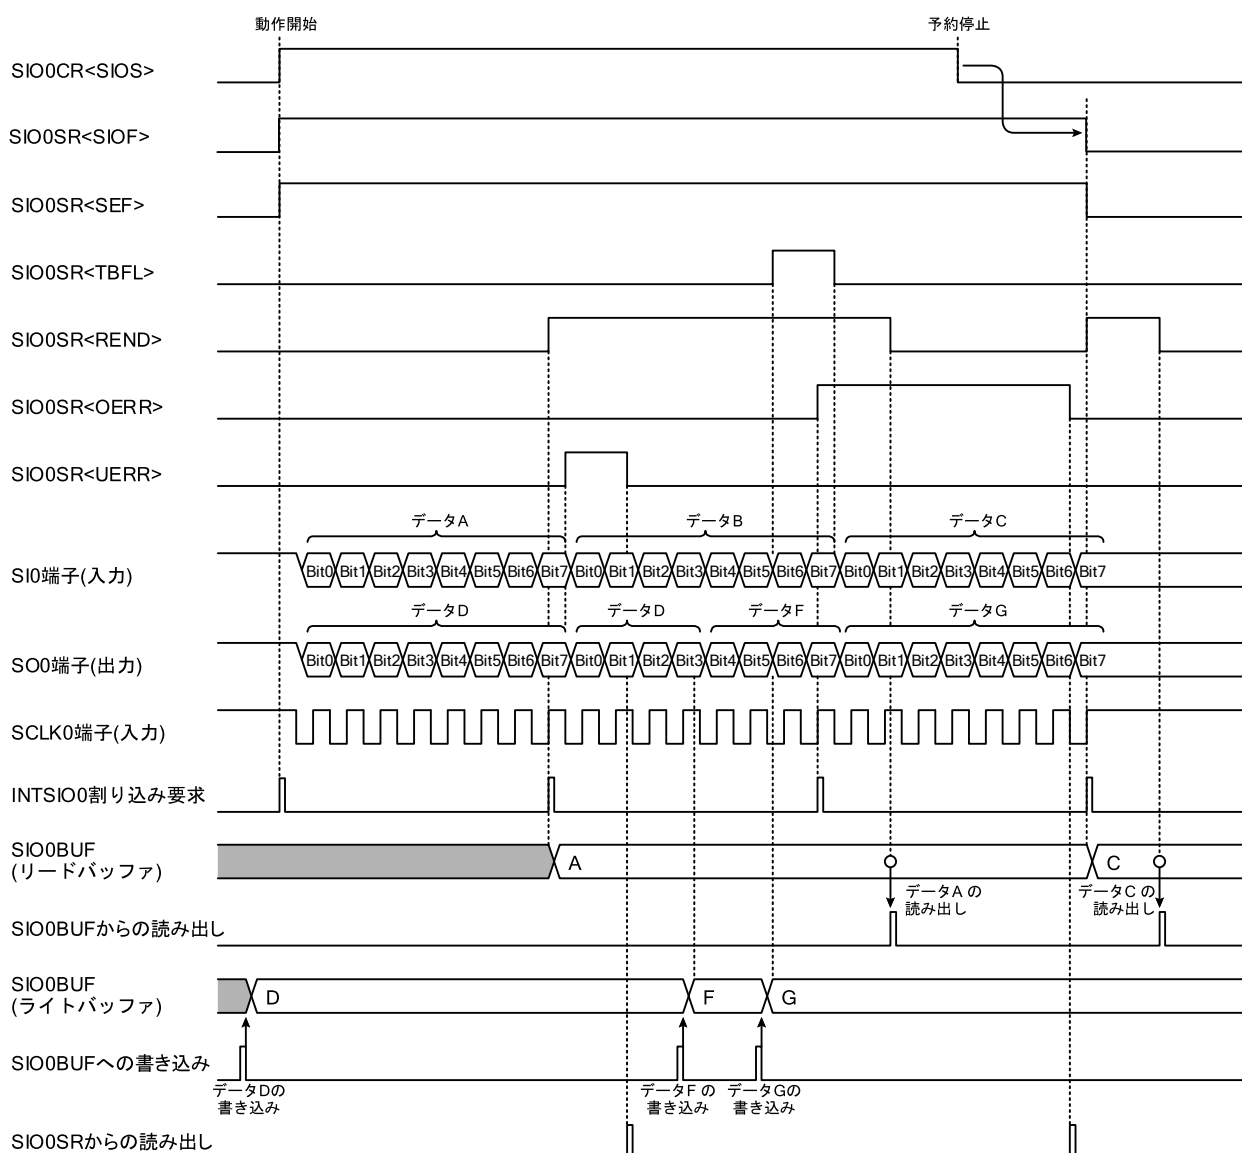 動作開始 予約停止
SIO0CR<SIOS>
SIO0SR<SIOF>
SIO0SR<SEF>
SIO0SR<TBFL>
SIO0SR<REND>
SIO0SR<OERR>
SIO0SR<UERR>
データA データB データC
SI0端子(入力) Bit0 Bit1 Bit2 Bit3 Bit4 Bit5 Bit6 Bit7 Bit0 Bit1 Bit2 Bit3 Bit4 Bit5 Bit6 Bit7 Bit0 Bit1 Bit2 Bit3 Bit4 Bit5 Bit6 Bit7
データD データD データF データG
SO0端子(出力) Bit0 Bit1 Bit2 Bit3 Bit4 Bit5 Bit6 Bit7 Bit0 Bit1 Bit2 Bit3 Bit4 Bit5 Bit6 Bit7 Bit0 Bit1 Bit2 Bit3 Bit4 Bit5 Bit6 Bit7
SCLK0端子(入力)
INTSIO0割り込み要求
SIO0BUF
(リードバッファ) A C
データA の
読み出し
データC の
読み出し
SIO0BUFからの読み出し
SIO0BUF
(ライトバッファ) D F G
SIO0BUFへの書き込み
データDの
書き込み
データF の
書き込み
データGの
書き込み
SIO0SRからの読み出し